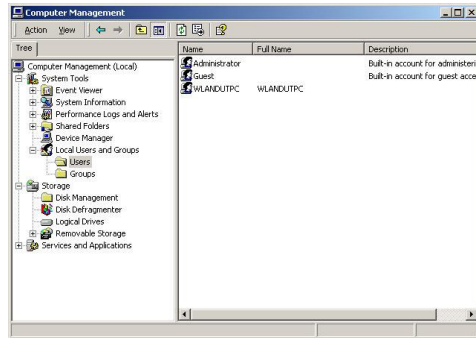 Computer Management
Action View
Tree
Name Full Name Description
Computer Management (Local)
System Tools
Event Viewer
System Information
Performance Logs and Alerts
Shared Folders
Device Manager
Local Users and Groups
Users
Groups
Storage
Disk Management
Disk Defragmenter
Logical Drives
Removable Storage
Services and Applications
Administrator Built-in account for administeri
Guest Built-in account for guest acce
WLANDUTPC WLANDUTPC